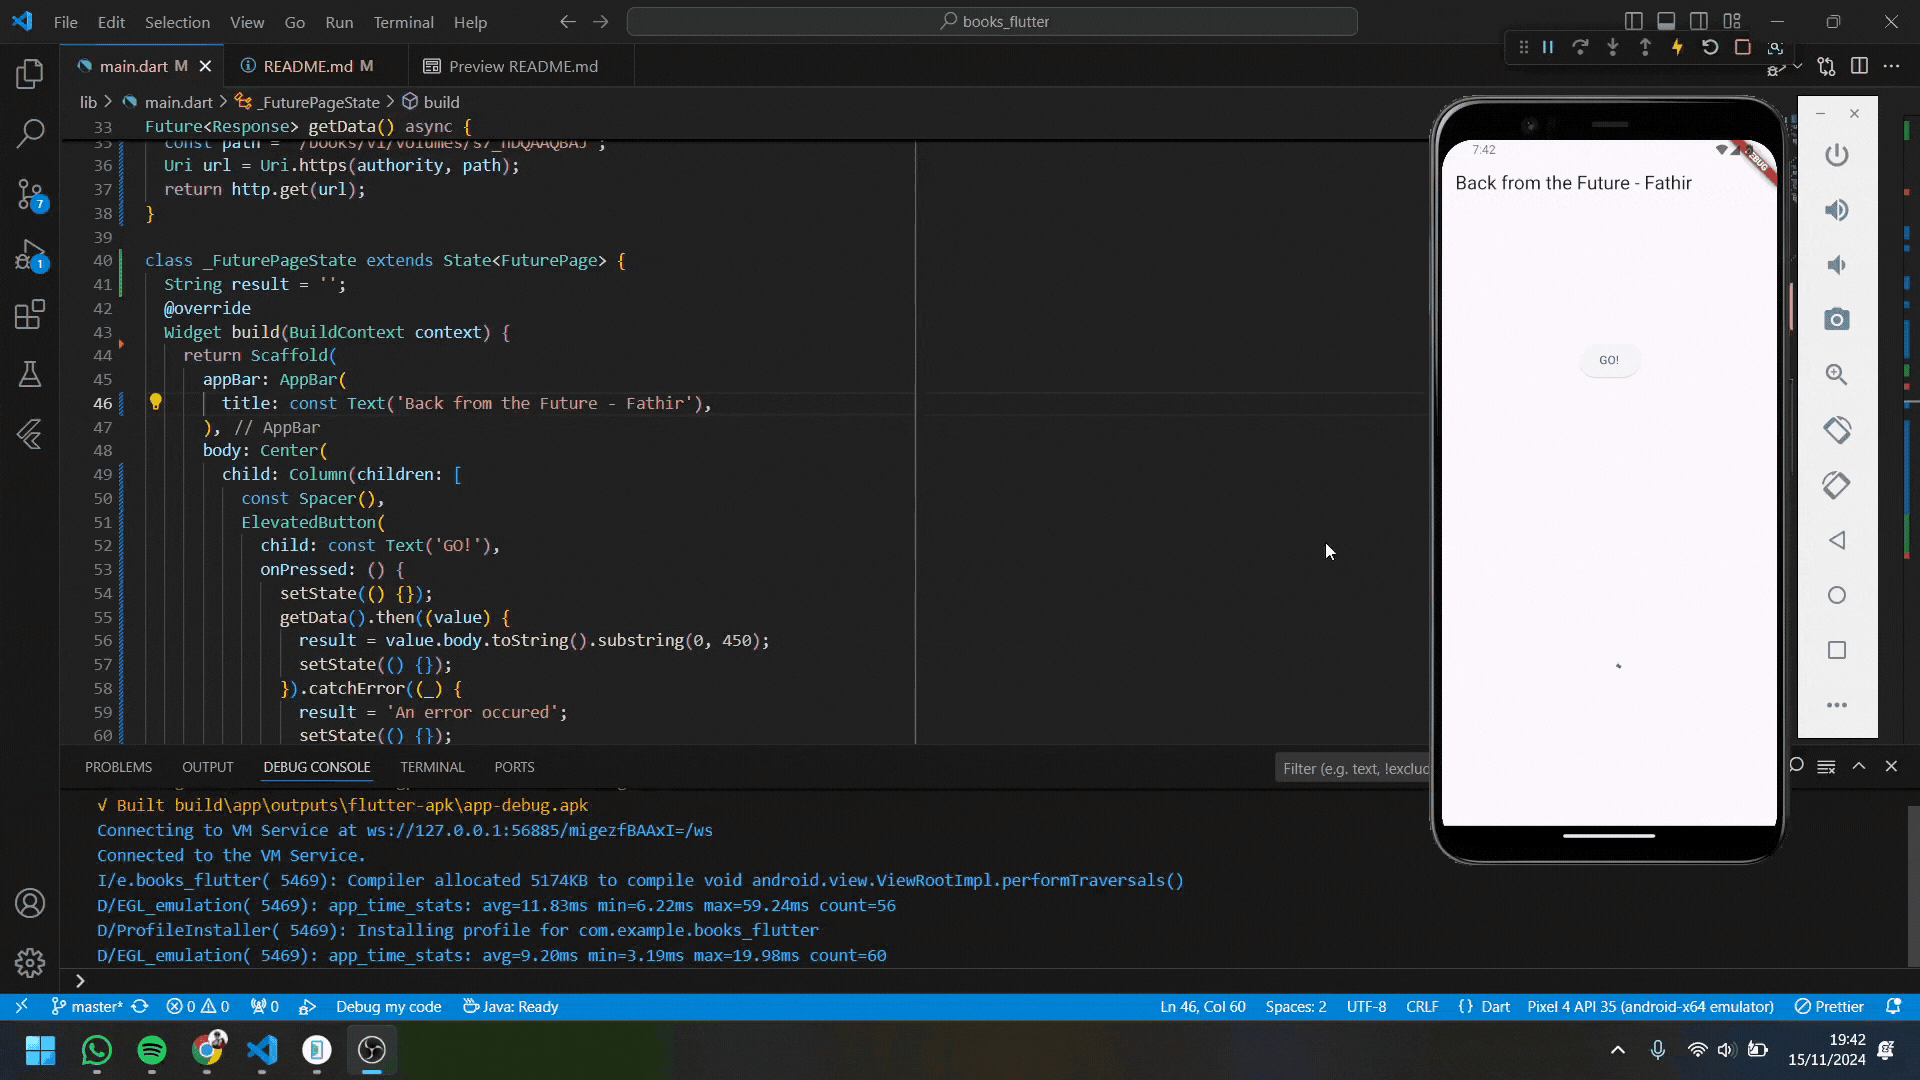 File Edit Selection View Go Run Terminal Help
books_flutter
main.dart M
README.md M
Preview README.md
lib > main.dart > _FuturePageState > build
33 Future<Response> getData() async {
35 const path = '/books/v1/volumes/s7_hDQAAQBAJ';
36 Uri url = Uri.https(authority, path);
37 return http.get(url);
38 }
39
40 class _FuturePageState extends State<FuturePage> {
41 String result = '';
42 @override
43 Widget build(BuildContext context) {
44 return Scaffold(
45 appBar: AppBar(
46 title: const Text('Back from the Future - Fathir'),
47 ), // AppBar
48 body: Center(
49 child: Column(children: [
50 const Spacer(),
51 ElevatedButton(
52 child: const Text('GO!'),
53 onPressed: () {
54 setState(() {});
55 getData().then((value) {
56 result = value.body.toString().substring(0, 450);
57 setState(() {});
58 }).catchError((_) {
59 result = 'An error occured';
60 setState(() {});
7
1
7:42
DEBUG
Back from the Future - Fathir
GO!
PROBLEMS OUTPUT DEBUG CONSOLE TERMINAL PORTS
Filter (e.g. text, !exclud
√ Built build\app\outputs\flutter-apk\app-debug.apk
Connecting to VM Service at ws://127.0.0.1:56885/migezfBAAxI=/ws
Connected to the VM Service.
I/e.books_flutter( 5469): Compiler allocated 5174KB to compile void android.view.ViewRootImpl.performTraversals()
D/EGL_emulation( 5469): app_time_stats: avg=11.83ms min=6.22ms max=59.24ms count=56
D/ProfileInstaller( 5469): Installing profile for com.example.books_flutter
D/EGL_emulation( 5469): app_time_stats: avg=9.20ms min=3.19ms max=19.98ms count=60
>
master* 0 0 0 Debug my code Java: Ready
Ln 46, Col 60 Spaces: 2 UTF-8 CRLF {} Dart Pixel 4 API 35 (android-x64 emulator) Prettier
19:42
15/11/2024